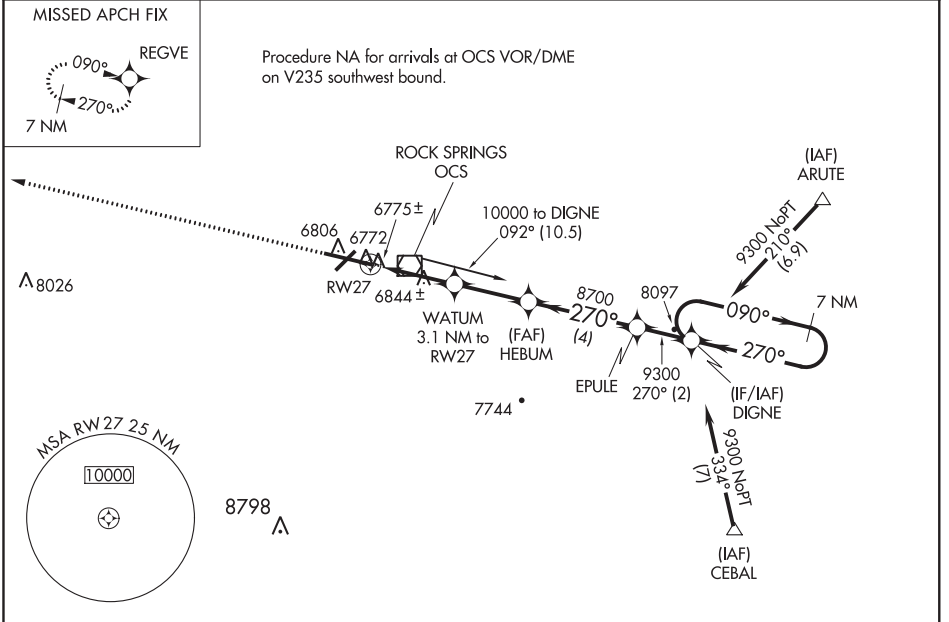 MISSED APCH FIX
REGVE
090°
270°
7 NM
Procedure NA for arrivals at OCS VOR/DME
on V235 southwest bound.
ROCK SPRINGS
OCS
(IAF)
ARUTE
6775±
10000 to DIGNE
092° (10.5)
6806
6772
9300 NoPT
210°
(6.9)
8026
RW27
6844±
8700
8097
7 NM
090°
270°
(4)
270°
WATUM
3.1 NM to
RW27
(FAF)
HEBUM
EPULE
9300
270° (2)
(IF/IAF)
DIGNE
7744
MSA RW27 25 NM
10000
8798
9300 NoPT
334°
(7)
(IAF)
CEBAL